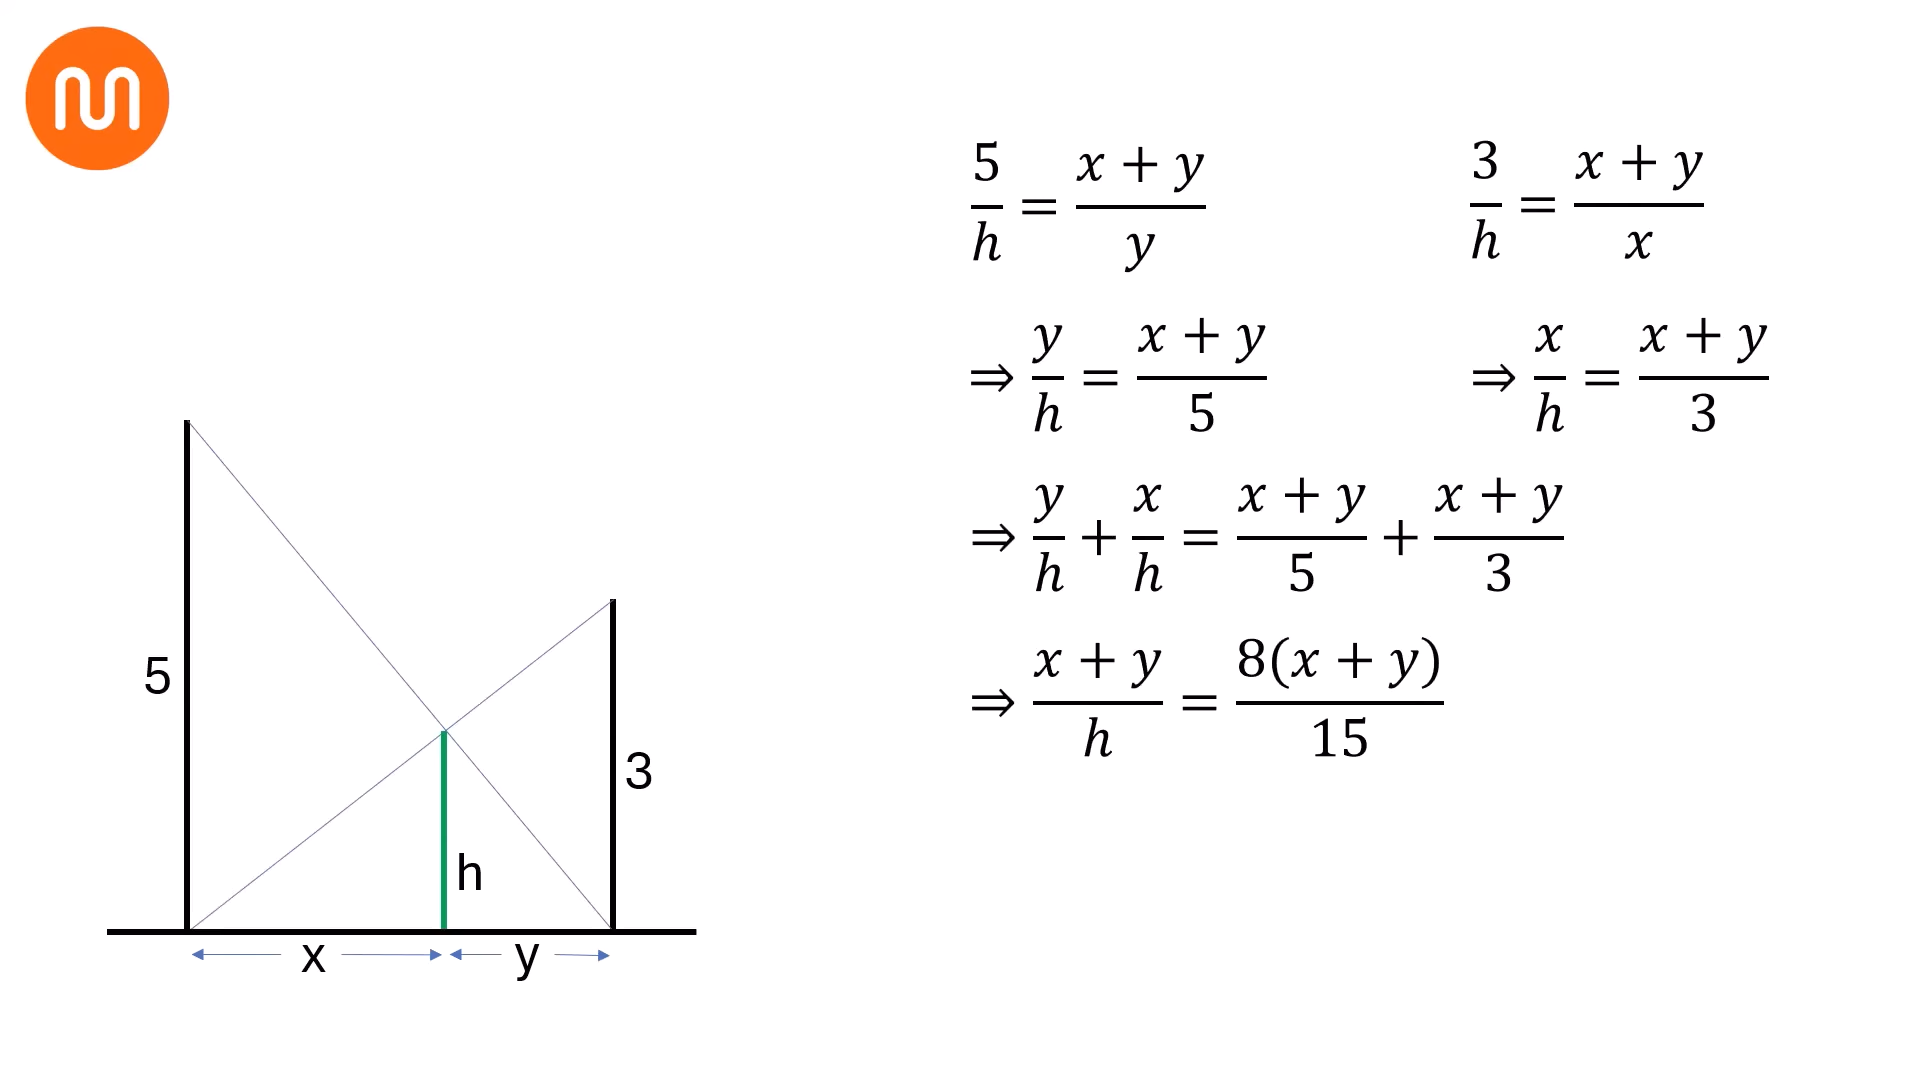 5/h = (x + y)/y
3/h = (x + y)/x
⇒ y/h = (x + y)/5
⇒ x/h = (x + y)/3
⇒ y/h + x/h = (x + y)/5 + (x + y)/3
⇒ (x + y)/h = 8(x + y)/15
5
3
h
x
y